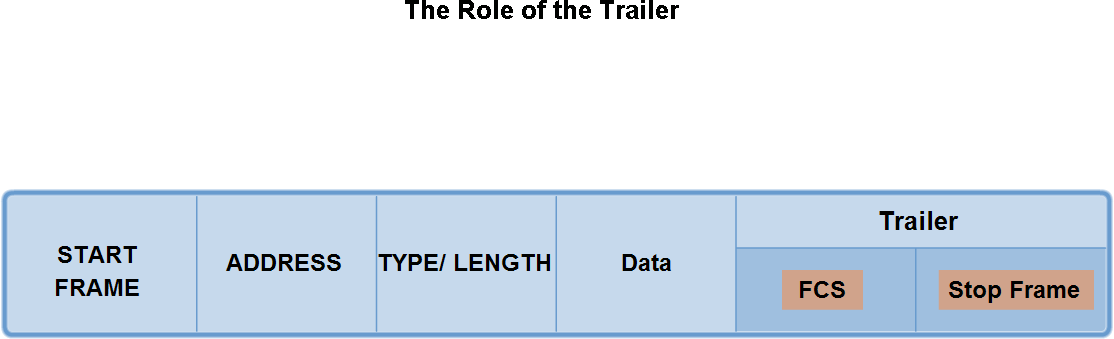 The Role of the Trailer
START
FRAME
ADDRESS
TYPE/ LENGTH
Data
Trailer
FCS
Stop Frame